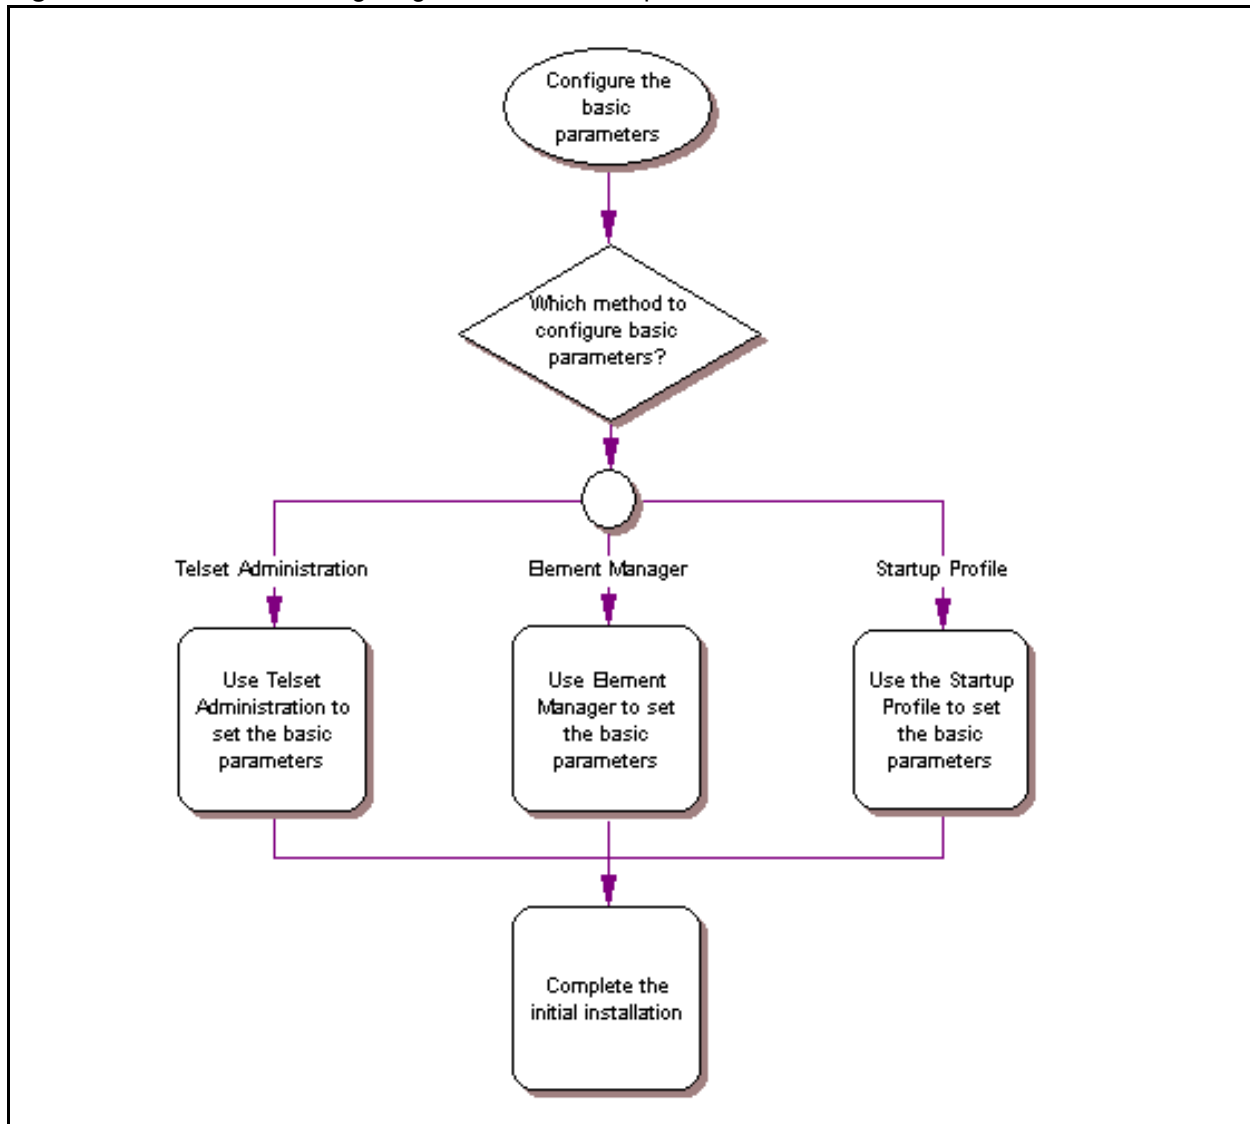 Configure the
basic
parameters
Which method to
configure basic
parameters?
Telset Administration
Element Manager
Startup Profile
Use Telset
Administration to
set the basic
parameters
Use Element
Manager to set
the basic
parameters
Use the Startup
Profile to set
the basic
parameters
Complete the
initial installation